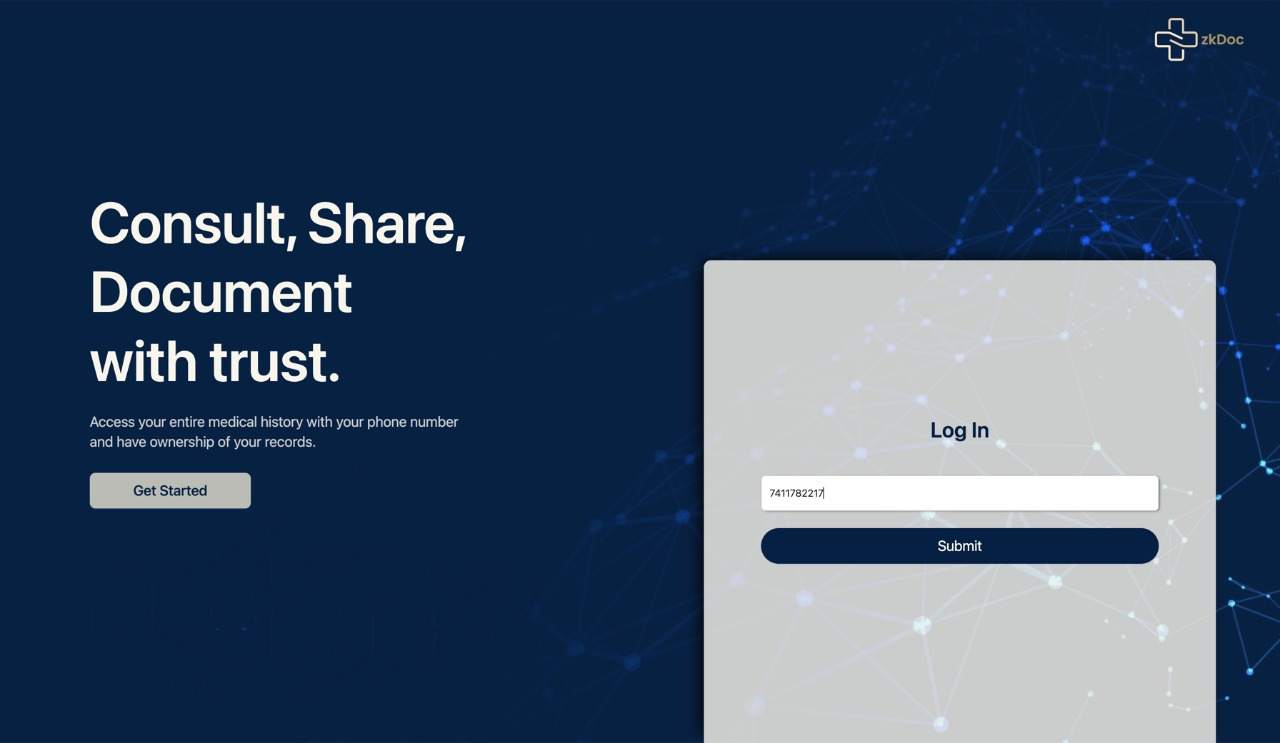 zkDoc
Consult, Share,
Document
with trust.
Access your entire medical history with your phone number
and have ownership of your records.
Get Started
Log In
7411782217
Submit